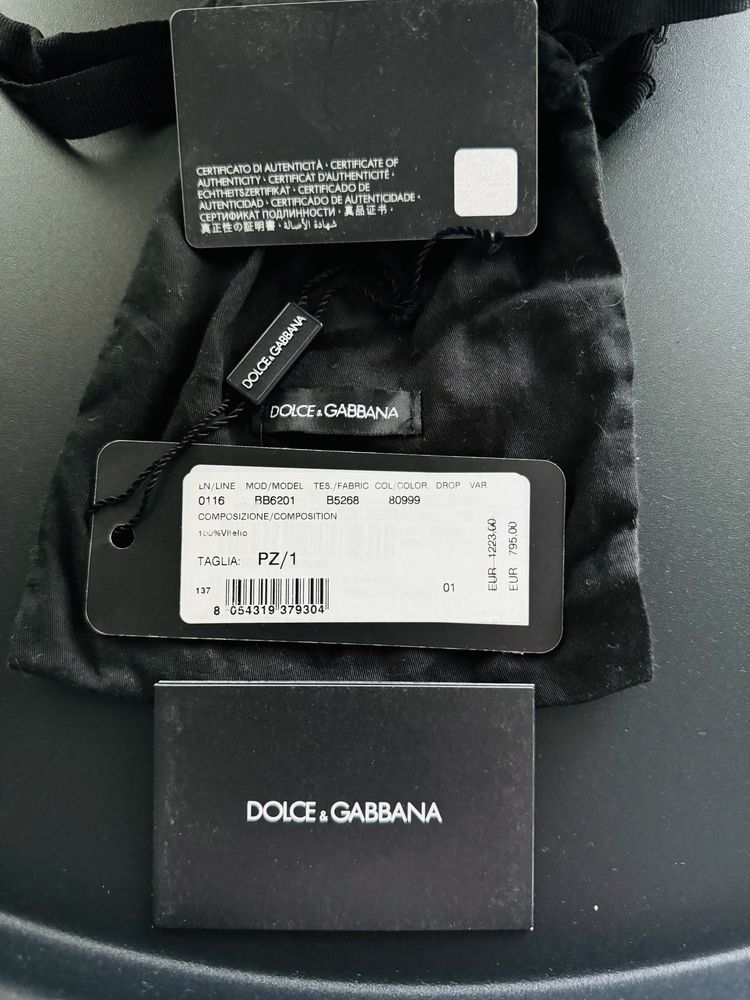 CERTIFICATO DI AUTENTICITÀ · CERTIFICATE OF
AUTHENTICITY · CERTIFICAT D'AUTHENTICITÉ ·
ECHTHEITSZERTIFIKAT · CERTIFICADO DE
AUTENTICIDAD · CERTIFICADO DE AUTENTICIDADE ·
СЕРТИФИКАТ ПОДЛИННОСТИ · 真品证书 ·
真正性の証明書 · شهادة الأصالة
DOLCE & GABBANA
DOLCE & GABBANA
LN/LINE MOD/MODEL TES./FABRIC COL/COLOR. DROP VAR
0116 BB6201 B5268 80999
COMPOSIZIONE/COMPOSITION
100%Vitello
TAGLIA: PZ/1
137
8 054319 379304
01
EUR 1223.00
EUR 795.00
DOLCE & GABBANA